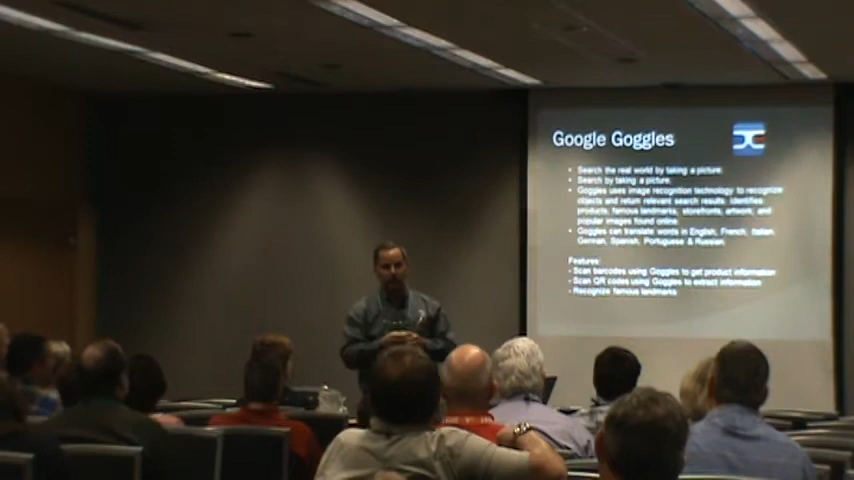 Google Goggles
• Search the real world by taking a picture.
• Search by taking a picture.
• Goggles uses image recognition technology to recognize
objects and return relevant search results. Identifies
products, famous landmarks, storefronts, artwork, and
popular images found online.
• Goggles can translate words in English, French, Italian,
German, Spanish, Portuguese & Russian.
Features:
- Scan barcodes using Goggles to get product information
- Scan QR codes using Goggles to extract information
- Recognize famous landmarks